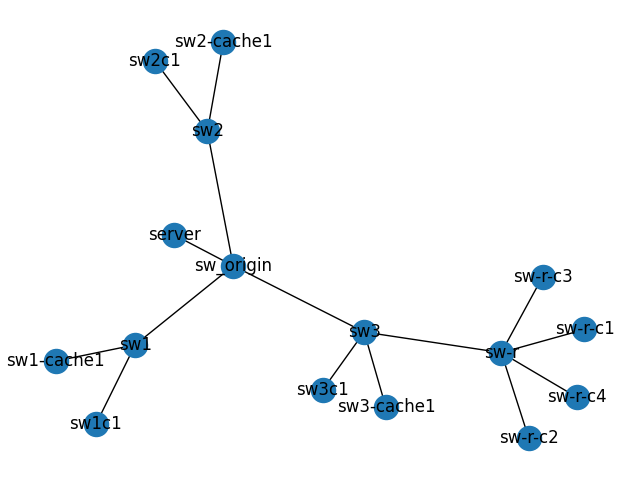 sw2-cache1
sw2c1
sw2
server
sw_origin
sw-r-c3
sw-r-c1
sw3
sw1
sw-r
sw1-cache1
sw3c1
sw-r-c4
sw3-cache1
sw1c1
sw-r-c2